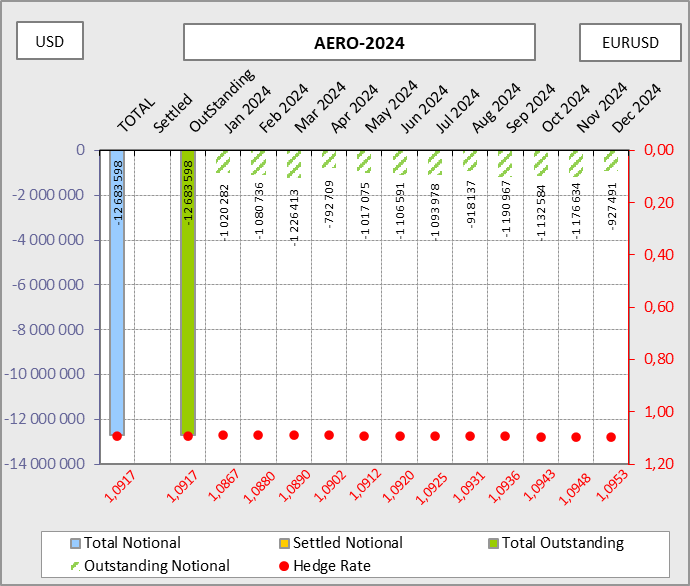 USD
AERO-2024
EURUSD
TOTAL
Settled
OutStanding
Jan 2024
Feb 2024
Mar 2024
Apr 2024
May 2024
Jun 2024
Jul 2024
Aug 2024
Sep 2024
Oct 2024
Nov 2024
Dec 2024
0
-2 000 000
-4 000 000
-6 000 000
-8 000 000
-10 000 000
-12 000 000
-14 000 000
-12 683 598
-12 683 598
-1 020 282
-1 080 736
-1 226 413
-792 709
-1 017 075
-1 106 591
-1 093 978
-918 137
-1 190 967
-1 132 584
-1 176 634
-927 491
0,00
0,20
0,40
0,60
0,80
1,00
1,20
1,0917
1,0917
1,0867
1,0880
1,0890
1,0902
1,0912
1,0920
1,0925
1,0931
1,0936
1,0943
1,0948
1,0953
Total Notional
Settled Notional
Total Outstanding
Outstanding Notional
Hedge Rate